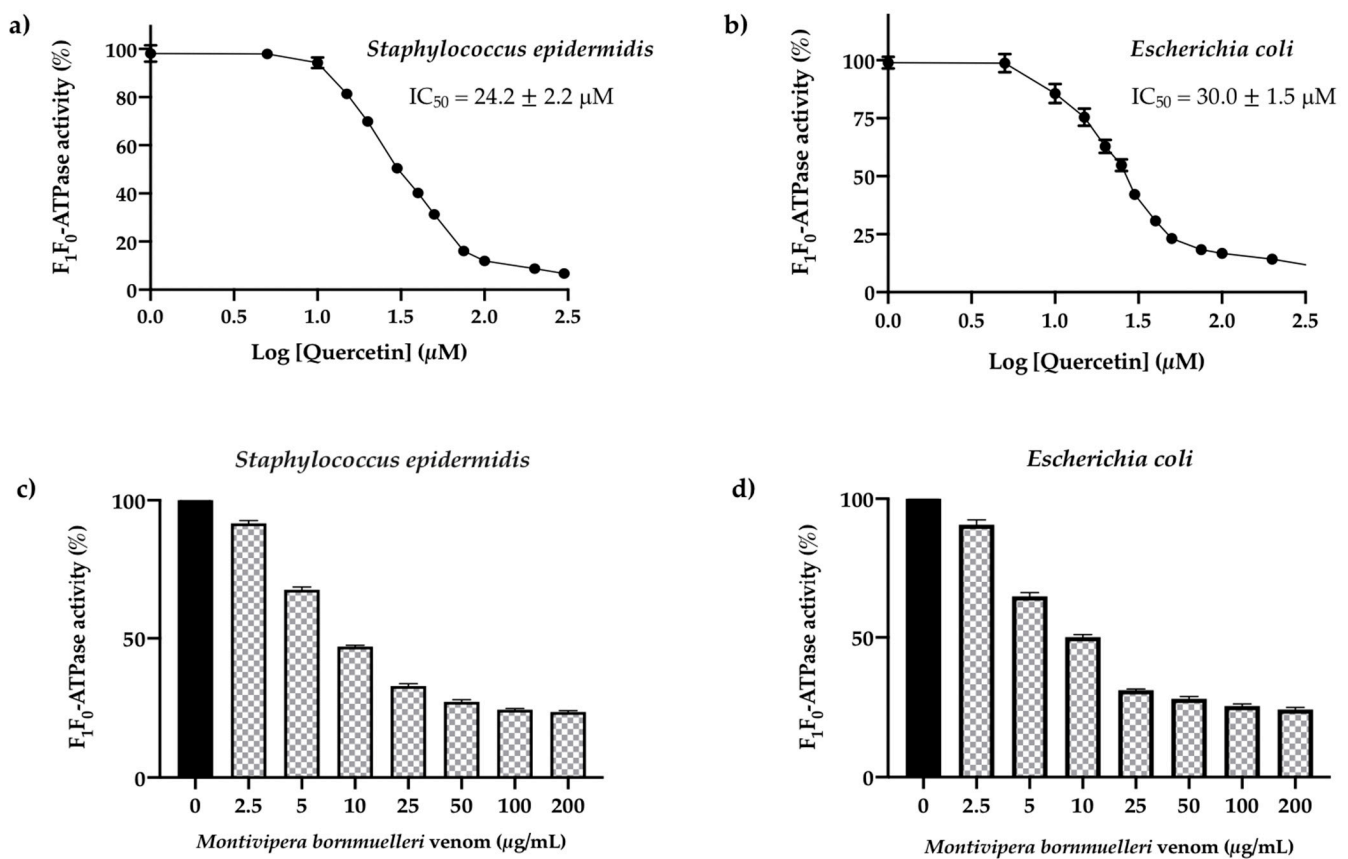 a)
Staphylococcus epidermidis
IC50 = 24.2 ± 2.2 µM
F1F0-ATPase activity (%)
100
80
60
40
20
0
0.0 0.5 1.0 1.5 2.0 2.5
Log [Quercetin] (µM)
b)
Escherichia coli
IC50 = 30.0 ± 1.5 µM
F1F0-ATPase activity (%)
100
75
50
25
0
0.0 0.5 1.0 1.5 2.0 2.5
Log [Quercetin] (µM)
Staphylococcus epidermidis
c)
F1F0-ATPase activity (%)
100
50
0
0 2.5 5 10 25 50 100 200
Montivipera bornmuelleri venom (µg/mL)
Escherichia coli
d)
F1F0-ATPase activity (%)
100
50
0
0 2.5 5 10 25 50 100 200
Montivipera bornmuelleri venom (µg/mL)